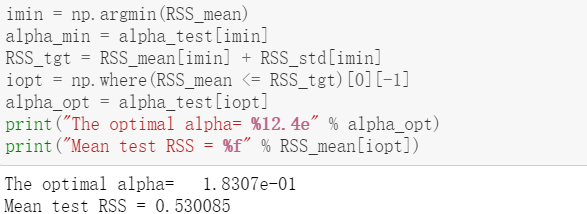 imin = np.argmin(RSS_mean)
alpha_min = alpha_test[imin]
RSS_tgt = RSS_mean[imin] + RSS_std[imin]
iopt = np.where(RSS_mean <= RSS_tgt)[0][-1]
alpha_opt = alpha_test[iopt]
print("The optimal alpha= %12.4e" % alpha_opt)
print("Mean test RSS = %f" % RSS_mean[iopt])
The optimal alpha=   1.8307e-01
Mean test RSS = 0.530085